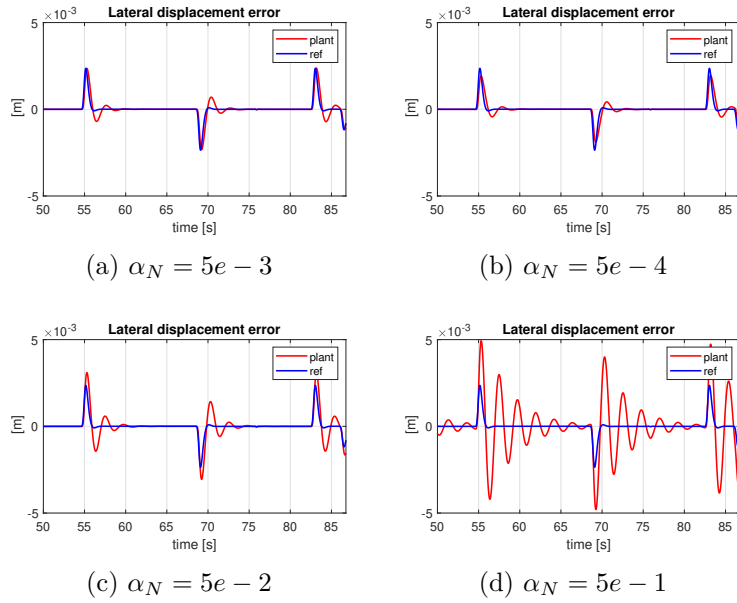 ×10⁻³ Lateral displacement error
plant
ref
5
0
-5
[m]
50 55 60 65 70 75 80 85
time [s]
(a) α_N = 5e − 3
×10⁻³ Lateral displacement error
plant
ref
5
0
-5
[m]
50 55 60 65 70 75 80 85
time [s]
(b) α_N = 5e − 4
×10⁻³ Lateral displacement error
plant
ref
5
0
-5
[m]
50 55 60 65 70 75 80 85
time [s]
(c) α_N = 5e − 2
×10⁻³ Lateral displacement error
plant
ref
5
0
-5
[m]
50 55 60 65 70 75 80 85
time [s]
(d) α_N = 5e − 1